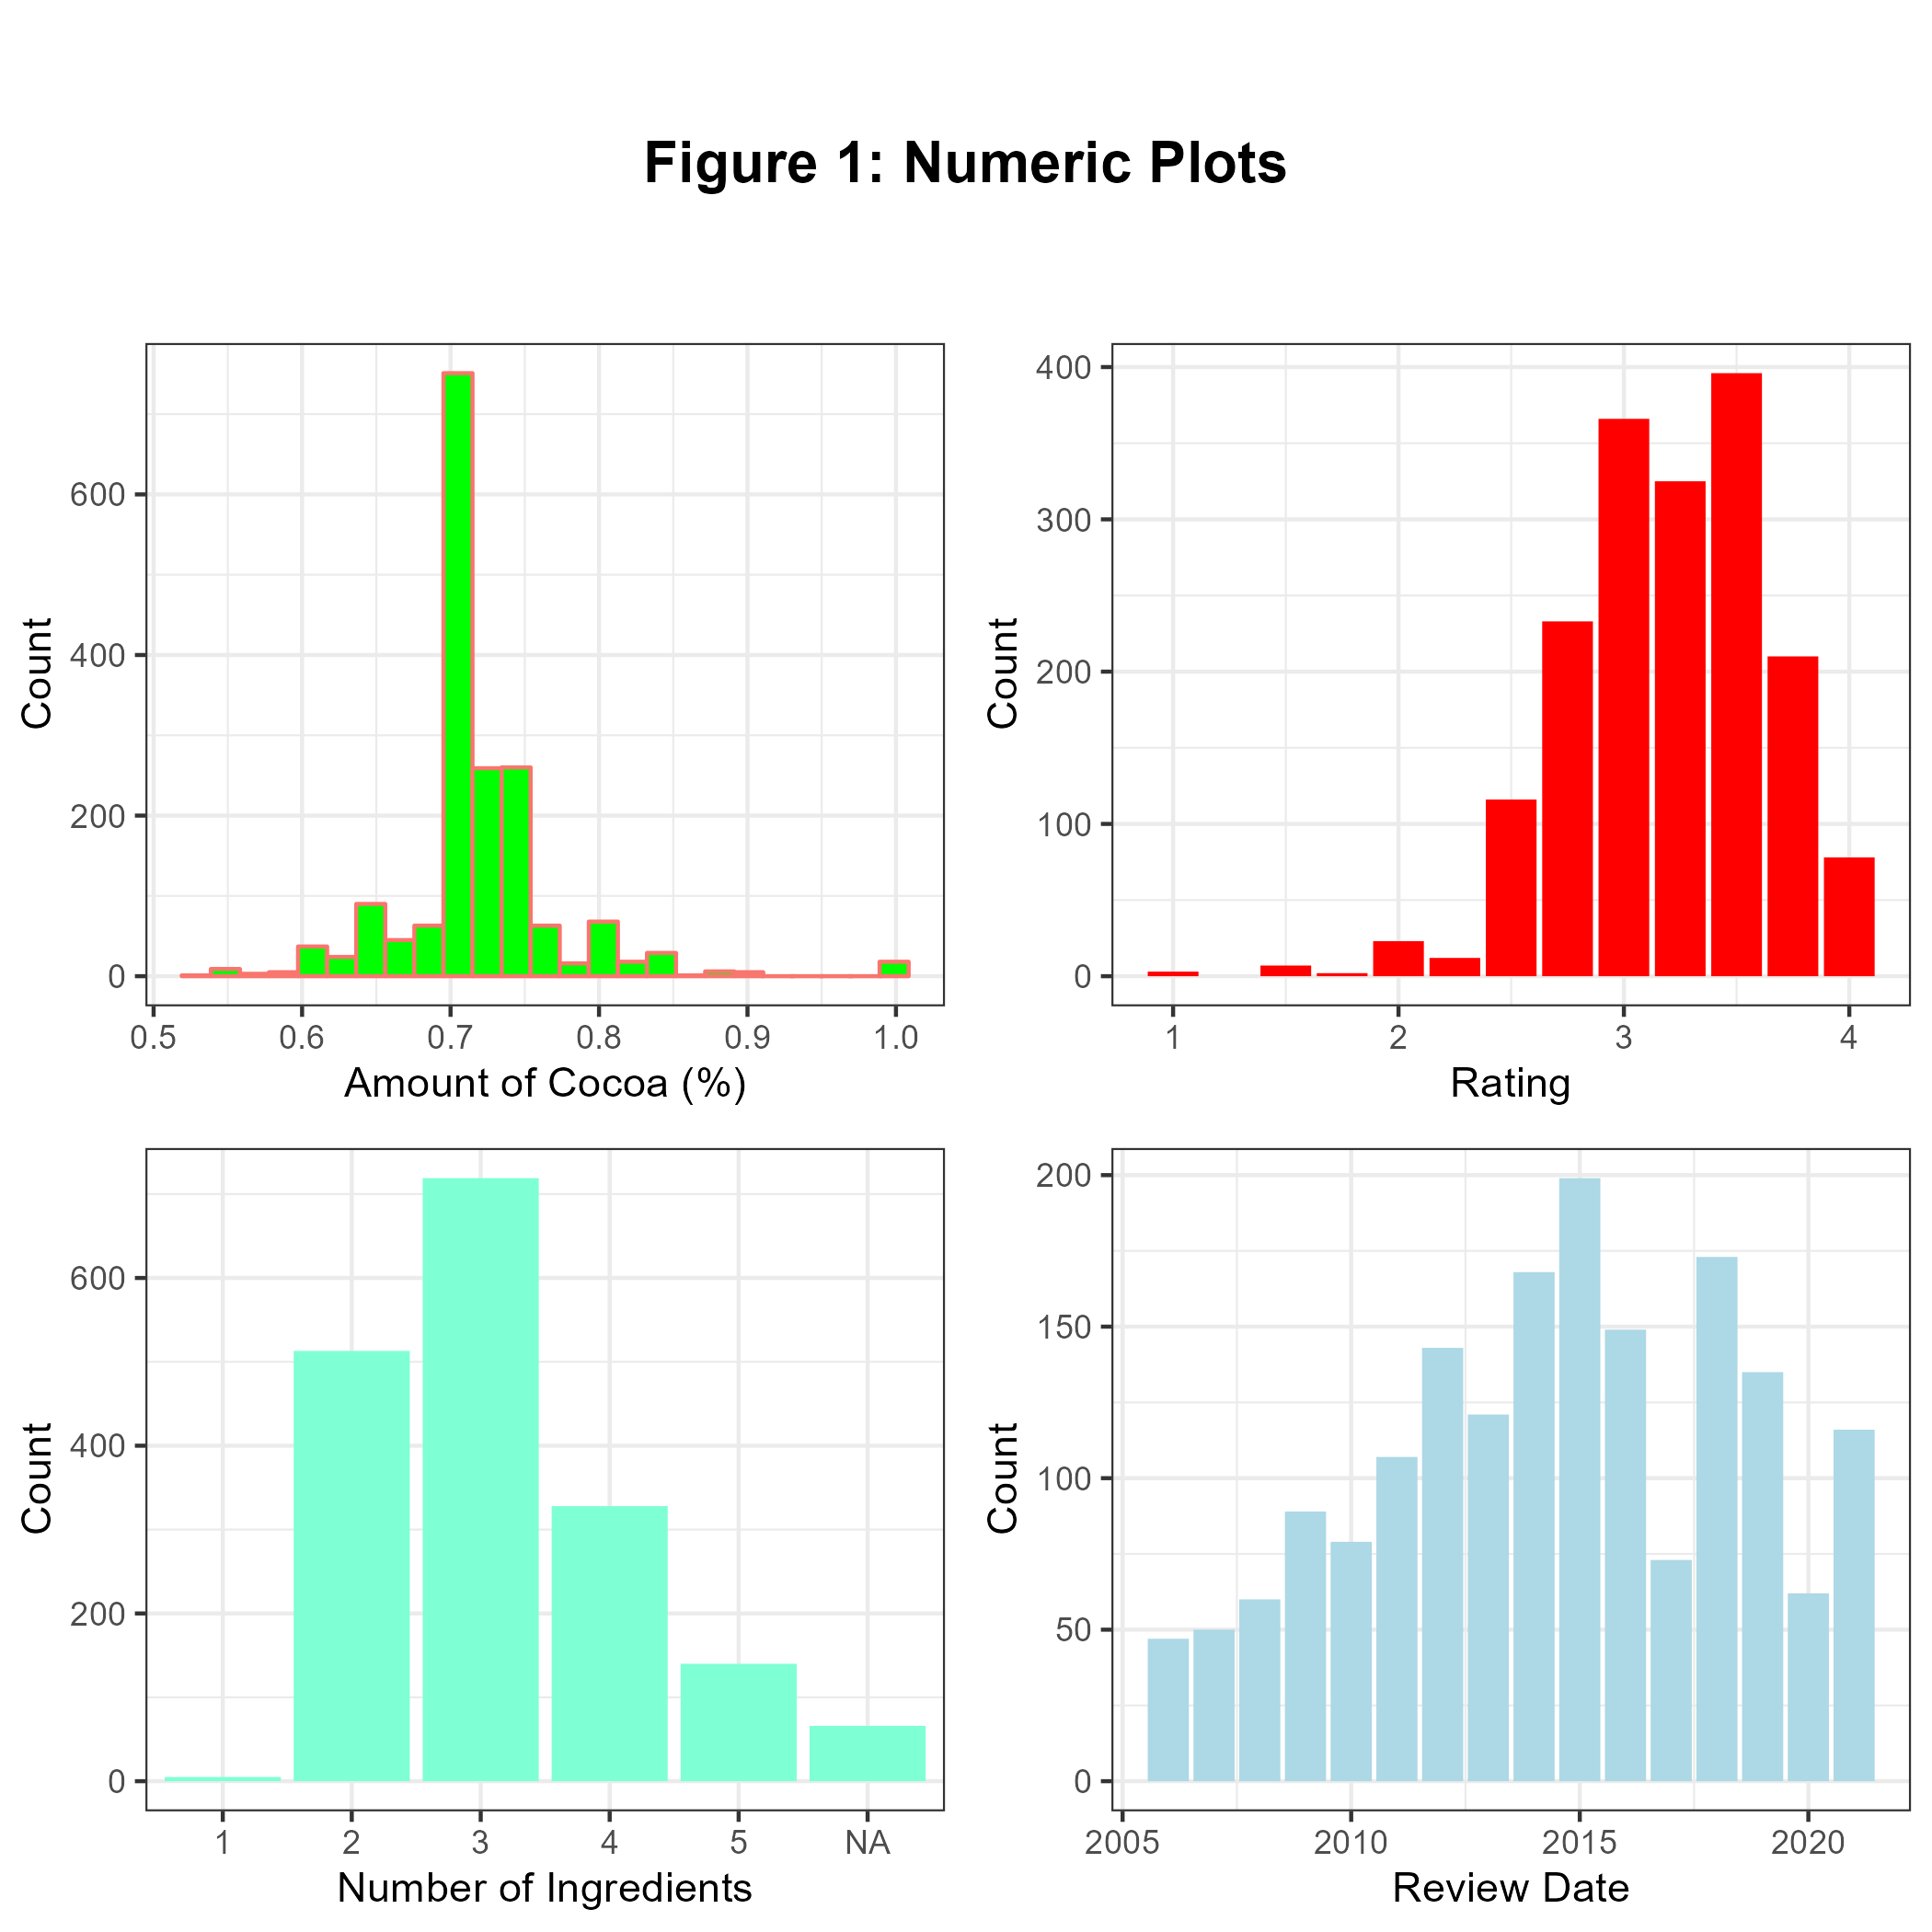 Figure 1: Numeric Plots
Count
600
400
200
0
0.5 0.6 0.7 0.8 0.9 1.0
Amount of Cocoa (%)
Count
400
300
200
100
0
1 2 3 4
Rating
Count
600
400
200
0
1 2 3 4 5 NA
Number of Ingredients
Count
200
150
100
50
0
2005 2010 2015 2020
Review Date